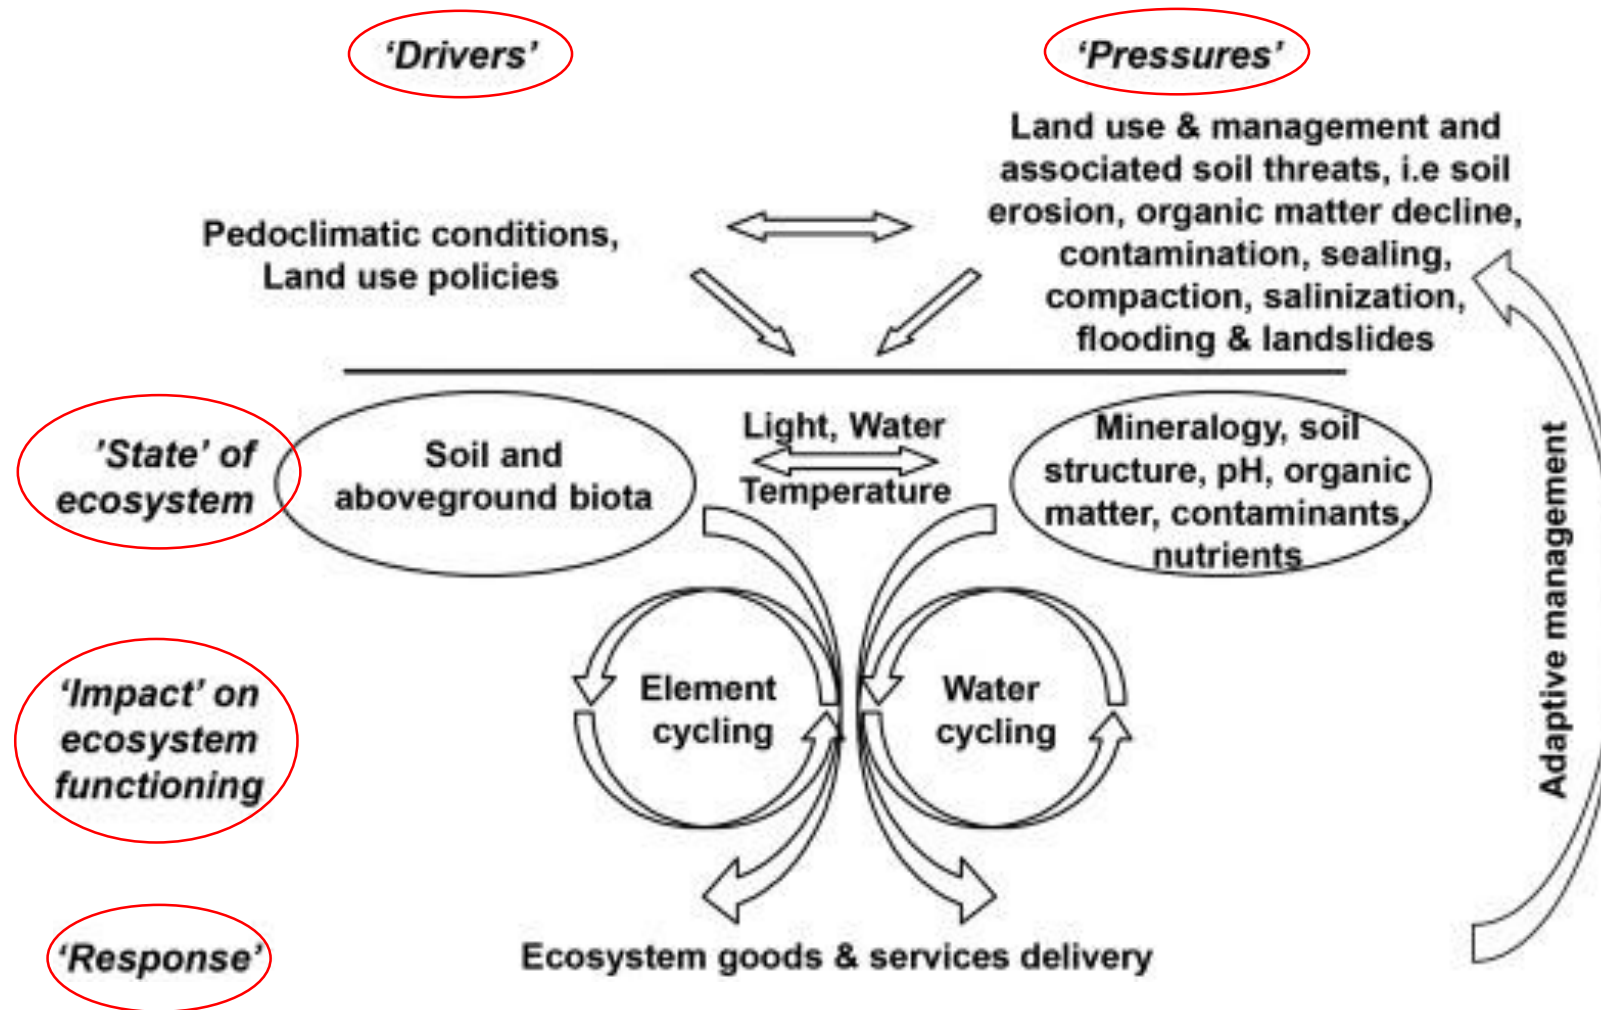 ‘Drivers’
‘Pressures’
Pedoclimatic conditions,
Land use policies
Land use & management and
associated soil threats, i.e soil
erosion, organic matter decline,
contamination, sealing,
compaction, salinization,
flooding & landslides
’State’ of
ecosystem
Soil and
aboveground biota
Light, Water
Temperature
Mineralogy, soil
structure, pH, organic
matter, contaminants,
nutrients
Adaptive management
‘Impact’ on
ecosystem
functioning
Element
cycling
Water
cycling
‘Response’
Ecosystem goods & services delivery